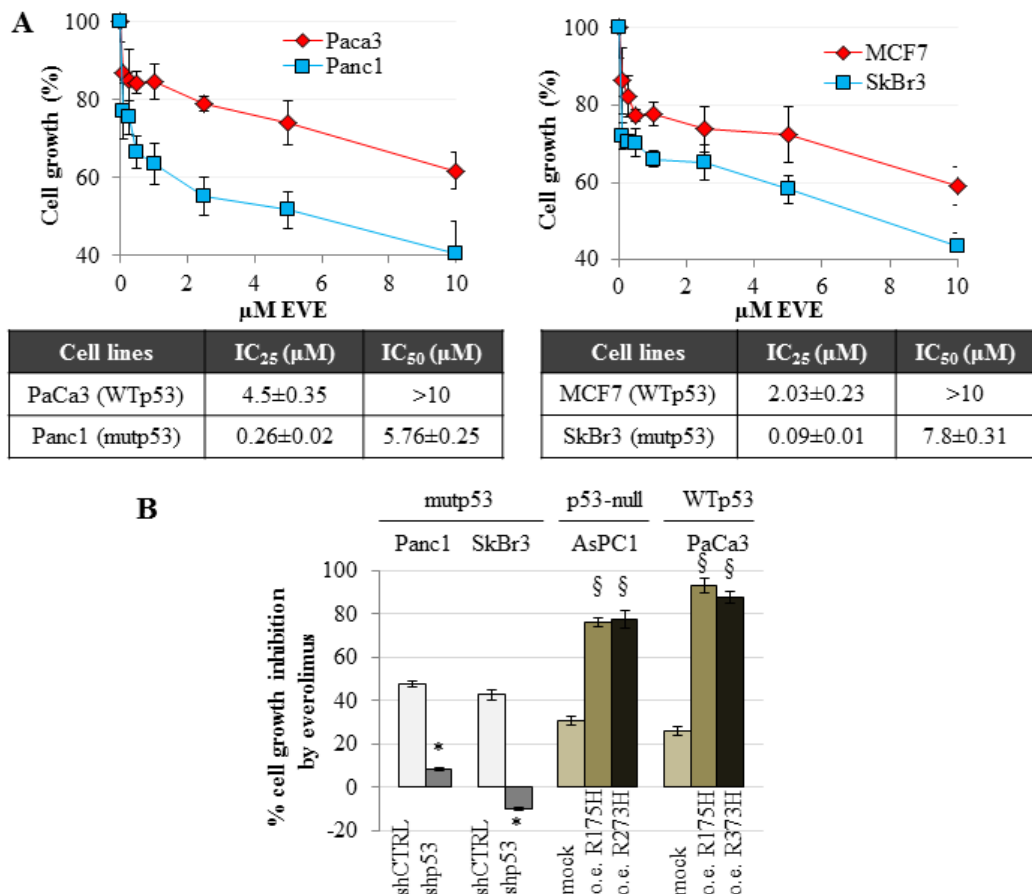 A
100
80
60
40
Cell growth (%)
Paca3
Panc1
0 2 4 6 8 10
µM EVE
100
80
60
40
Cell growth (%)
MCF7
SkBr3
0 2 4 6 8 10
µM EVE
Cell lines IC25 (µM) IC50 (µM)
PaCa3 (WTp53) 4.5±0.35 >10
Panc1 (mutp53) 0.26±0.02 5.76±0.25
Cell lines IC25 (µM) IC50 (µM)
MCF7 (WTp53) 2.03±0.23 >10
SkBr3 (mutp53) 0.09±0.01 7.8±0.31
B
mutp53 p53-null WTp53
Panc1 SkBr3 AsPC1 PaCa3
% cell growth inhibition
by everolimus
100
80
60
40
20
0
-20
*
*
§ §
§ §
shCTRL
shp53
shCTRL
shp53
mock
o.e. R175H
o.e. R273H
mock
o.e. R175H
o.e. R373H